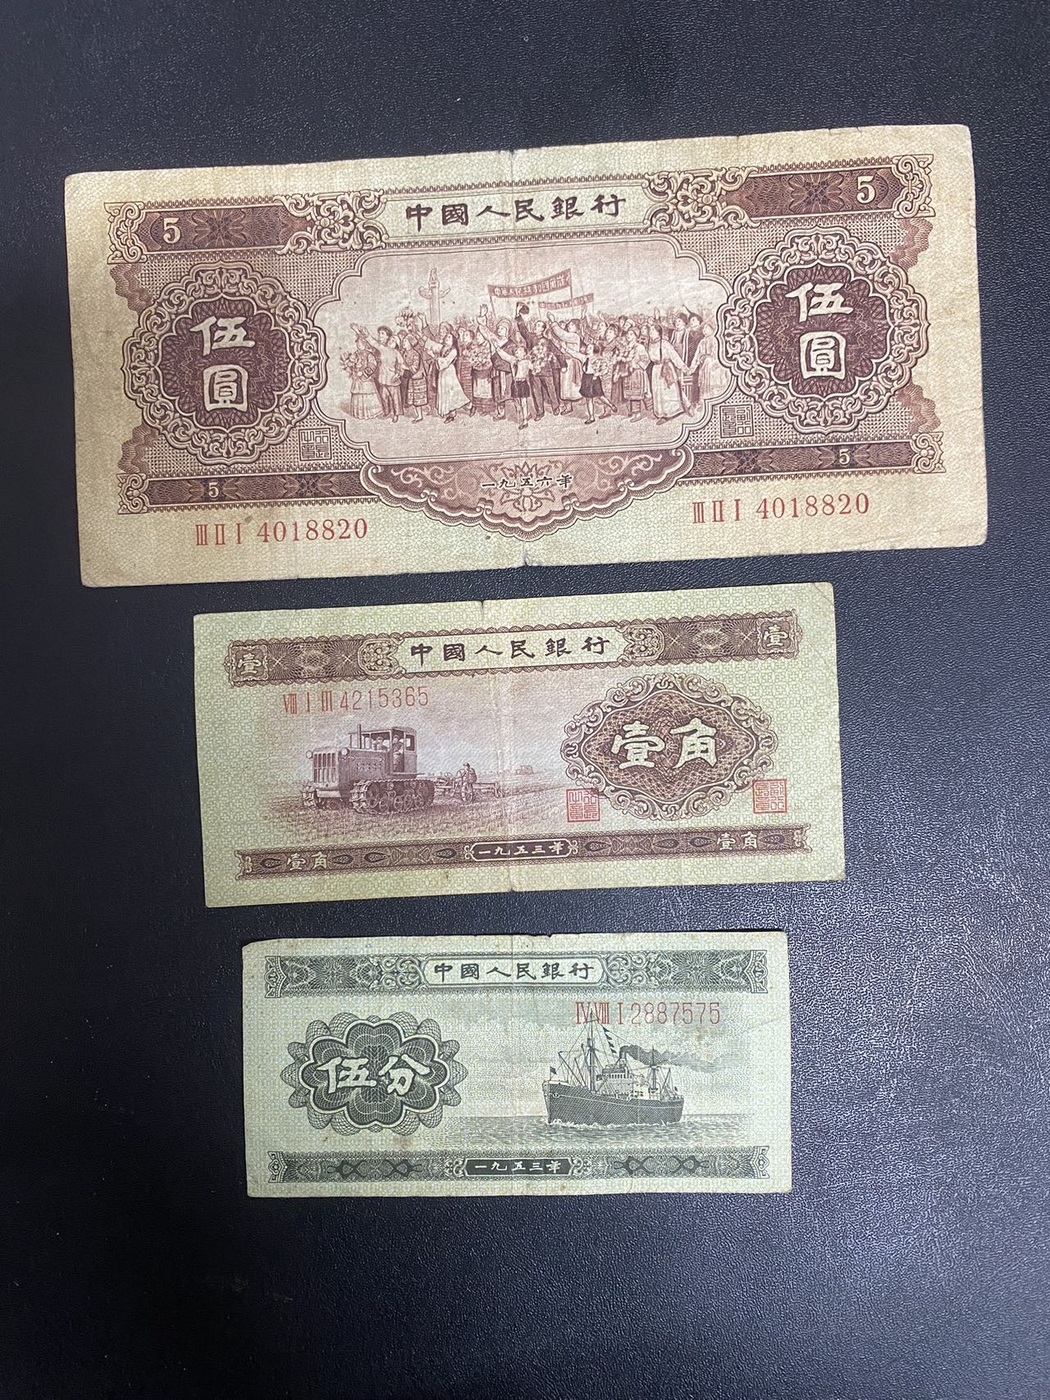 中國人民銀行
5
5
伍圓
伍圓
5
一九五六年
5
ⅢⅡⅠ 4018820
ⅢⅡⅠ 4018820
中國人民銀行
壹
壹
ⅧⅠⅢ 4215365
壹角
壹角
一九五三年
壹角
中國人民銀行
ⅣⅧⅠ 2887575
伍分
一九五三年